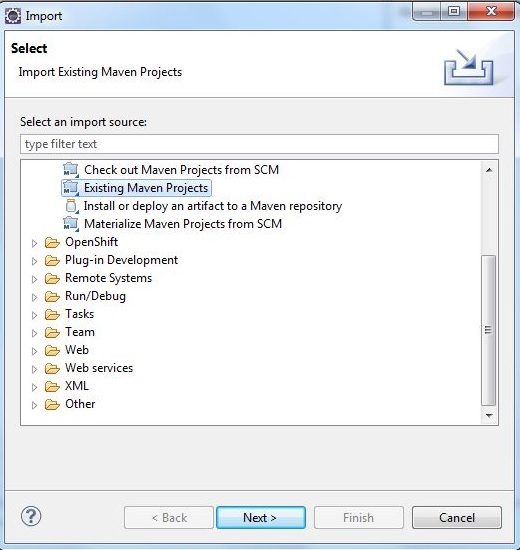 Import
Select
Import Existing Maven Projects
Select an import source:
type filter text
Check out Maven Projects from SCM
Existing Maven Projects
Install or deploy an artifact to a Maven repository
Materialize Maven Projects from SCM
OpenShift
Plug-in Development
Remote Systems
Run/Debug
Tasks
Team
Web
Web services
XML
Other
< Back Next > Finish Cancel